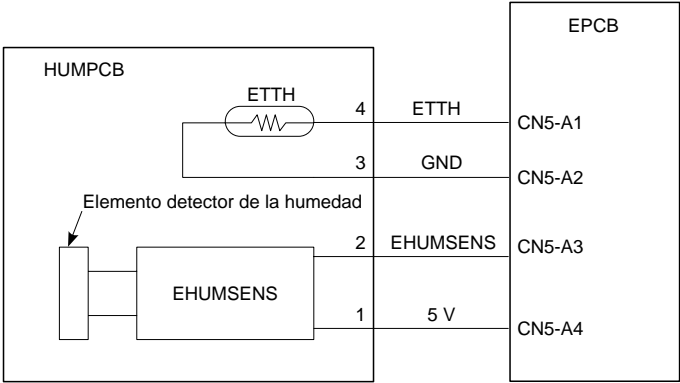 EPCB
HUMPCB
ETTH
4 ETTH CN5-A1
3 GND CN5-A2
Elemento detector de la humedad
2 EHUMSENS CN5-A3
EHUMSENS
1 5 V CN5-A4